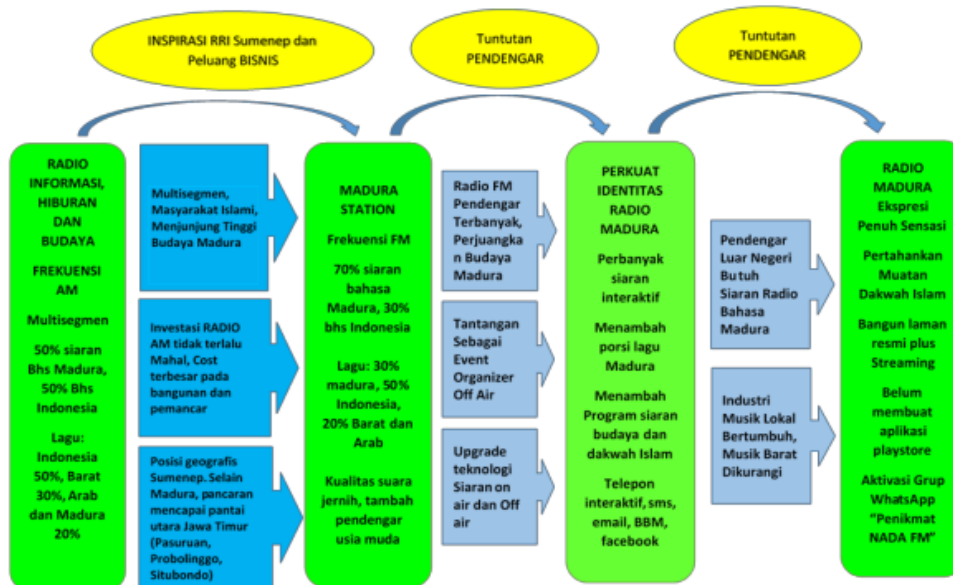 INSPIRASI RRI Sumenep dan
Peluang BISNIS
Tuntutan
PENDENGAR
Tuntutan
PENDENGAR
RADIO
INFORMASI,
HIBURAN
DAN
BUDAYA
FREKUENSI
AM
Multisegmen
50% siaran
Bhs Madura,
50% Bhs
Indonesia
Lagu:
Indonesia
50%, Barat
30%, Arab
dan Madura
20%
Multisegmen,
Masyarakat Islami,
Menjunjung Tinggi
Budaya Madura
Investasi RADIO
AM tidak terlalu
Mahal, Cost
terbesar pada
bangunan dan
pemancar
Posisi geografis
Sumenep. Selain
Madura, pancaran
mencapai pantai
utara Jawa Timur
(Pasuruan,
Probolinggo,
Situbondo)
MADURA
STATION
Frekuensi FM
70% siaran
bahasa
Madura, 30%
bhs Indonesia
Lagu: 30%
madura, 50%
Indonesia,
20% Barat dan
Arab
Kualitas suara
jernih, tambah
pendengar
usia muda
Radio FM
Pendengar
Terbanyak,
Perjuangka
n Budaya
Madura
Tantangan
Sebagai
Event
Organizer
Off Air
Upgrade
teknologi
Siaran on
air dan Off
air
PERKUAT
IDENTITAS
RADIO
MADURA
Perbanyak
siaran
interaktif
Menambah
porsi lagu
Madura
Menambah
Program siaran
budaya dan
dakwah Islam
Telepon
interaktif, sms,
email, BBM,
facebook
Pendengar
Luar Negeri
Butuh
Siaran Radio
Bahasa
Madura
Industri
Musik Lokal
Bertumbuh,
Musik Barat
Dikurangi
RADIO
MADURA
Ekspresi
Penuh Sensasi
Pertahankan
Muatan
Dakwah Islam
Bangun laman
resmi plus
Streaming
Belum
membuat
aplikasi
playstore
Aktivasi Grup
WhatsApp
“Penikmat
NADA FM”